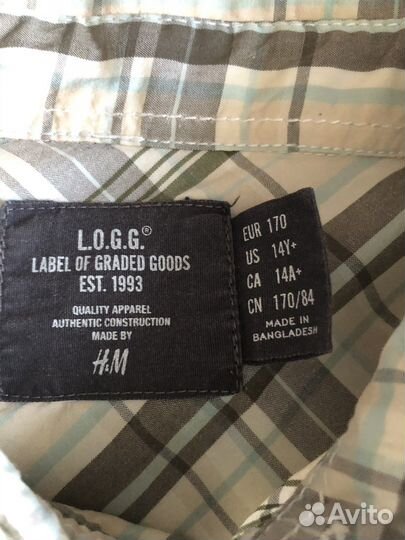 L.O.G.G.®
LABEL OF GRADED GOODS
EST. 1993
QUALITY APPAREL
AUTHENTIC CONSTRUCTION
MADE BY
H&M
EUR 170
US 14Y+
CA 14A+
CN 170/84
MADE IN
BANGLADESH
Avito